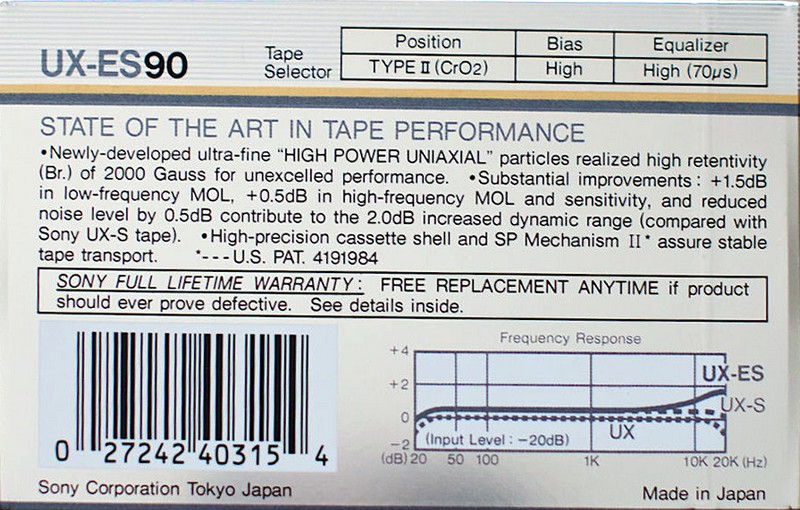 UX-ES90
Tape Selector
Position Bias Equalizer
TYPE II (CrO2) High High (70µs)
STATE OF THE ART IN TAPE PERFORMANCE
•Newly-developed ultra-fine “HIGH POWER UNIAXIAL” particles realized high retentivity
(Br.) of 2000 Gauss for unexcelled performance. •Substantial improvements: +1.5dB
in low-frequency MOL, +0.5dB in high-frequency MOL and sensitivity, and reduced
noise level by 0.5dB contribute to the 2.0dB increased dynamic range (compared with
Sony UX-S tape). •High-precision cassette shell and SP Mechanism II* assure stable
tape transport. *---U.S. PAT. 4191984
SONY FULL LIFETIME WARRANTY: FREE REPLACEMENT ANYTIME if product
should ever prove defective. See details inside.
0 27242 40315 4
Frequency Response
+4
+2
0
-2
(dB) 20 50 100 1K 10K 20K (Hz)
UX-ES
UX-S
UX
(Input Level: -20dB)
Sony Corporation Tokyo Japan
Made in Japan